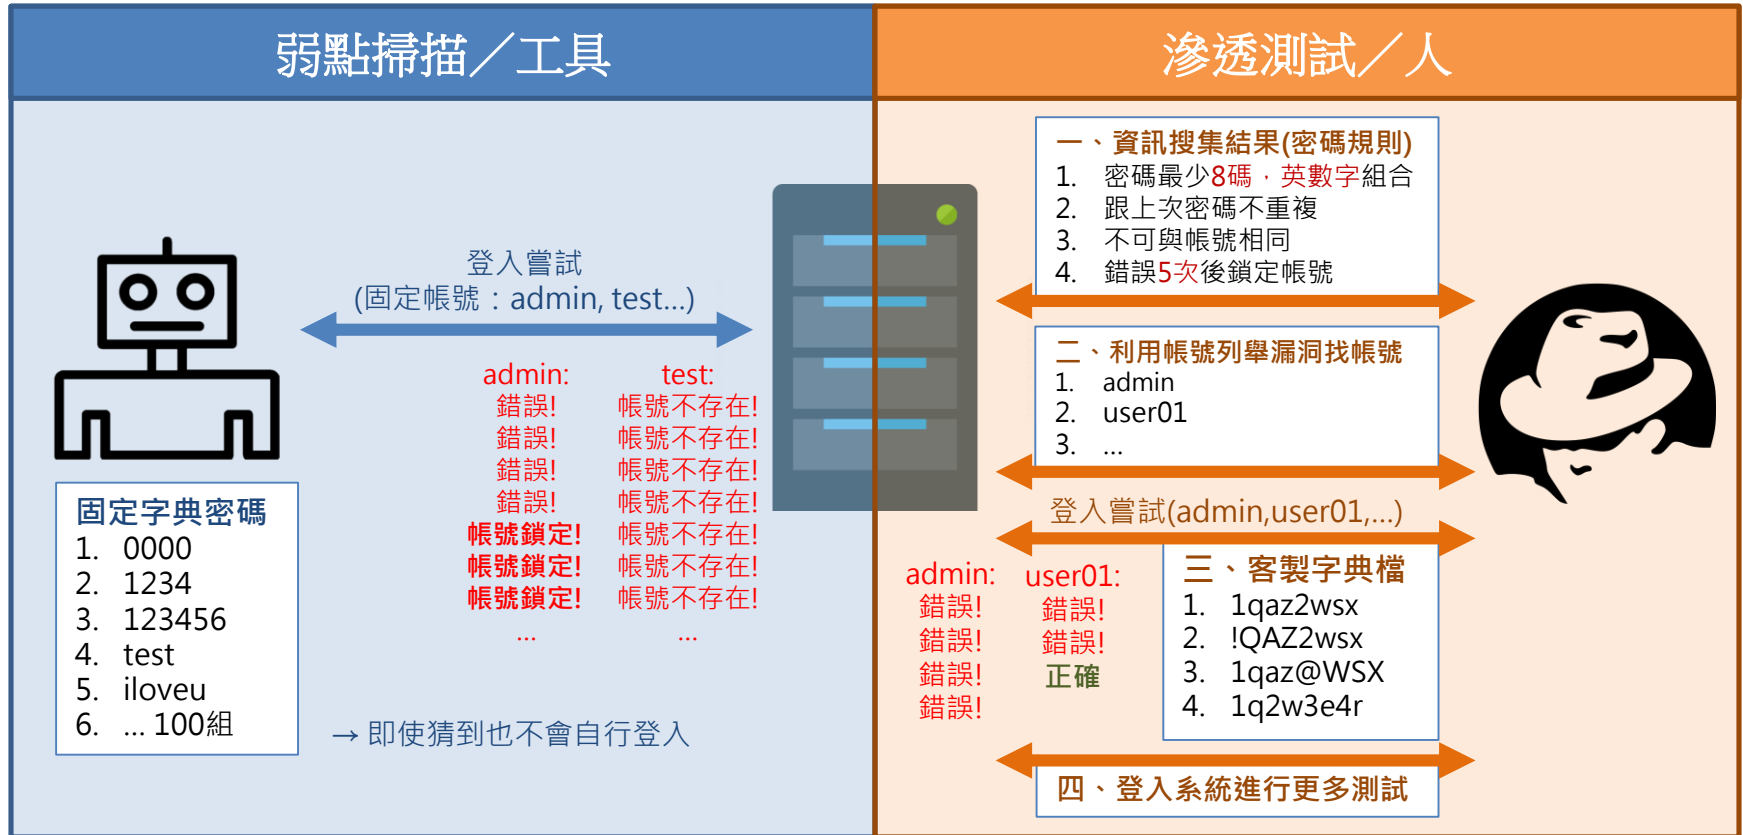 弱點掃描／工具
滲透測試／人
登入嘗試
(固定帳號：admin, test...)
admin:
錯誤!
錯誤!
錯誤!
錯誤!
帳號鎖定!
帳號鎖定!
帳號鎖定!
...
test:
帳號不存在!
帳號不存在!
帳號不存在!
帳號不存在!
帳號不存在!
帳號不存在!
帳號不存在!
...
固定字典密碼
1. 0000
2. 1234
3. 123456
4. test
5. iloveu
6. ... 100組
→ 即使猜到也不會自行登入
一、資訊搜集結果(密碼規則)
1. 密碼最少8碼，英數字組合
2. 跟上次密碼不重複
3. 不可與帳號相同
4. 錯誤5次後鎖定帳號
二、利用帳號列舉漏洞找帳號
1. admin
2. user01
3. ...
登入嘗試(admin,user01,...)
admin:
錯誤!
錯誤!
錯誤!
錯誤!
user01:
錯誤!
錯誤!
正確
三、客製字典檔
1. 1qaz2wsx
2. !QAZ2wsx
3. 1qaz@WSX
4. 1q2w3e4r
四、登入系統進行更多測試